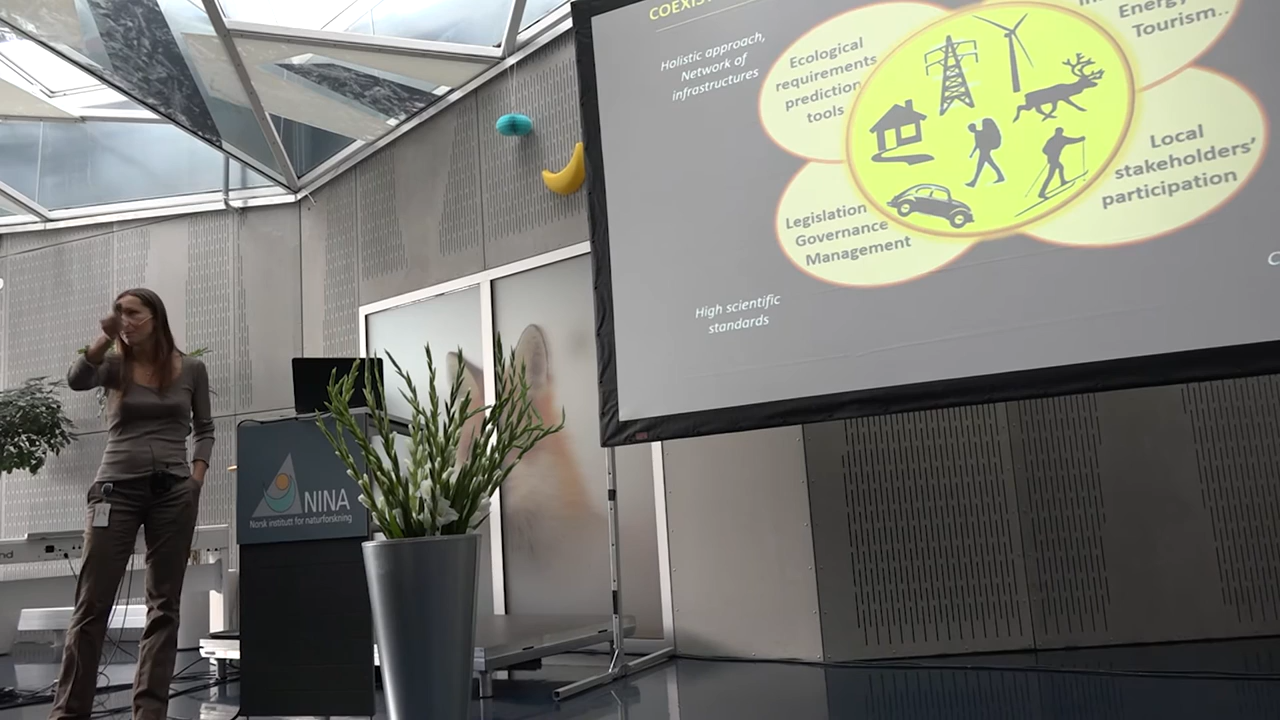 COEXIS
Holistic approach,
Network of
infrastructures
Ecological
requirements
prediction
tools
Energy
Tourism..
Local
stakeholders'
participation
Legislation
Governance
Management
High scientific
standards
NINA
Norsk institutt for naturforskning